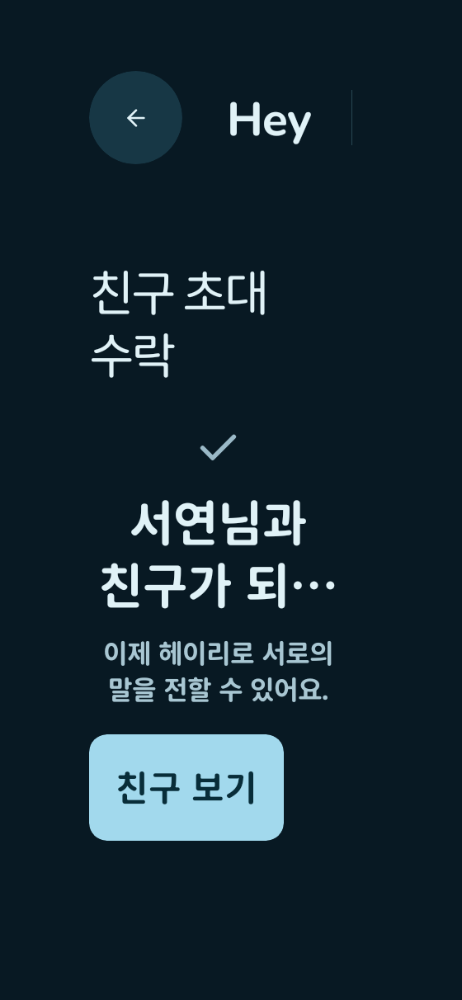 Hey
친구 초대
수락
서연님과
친구가 되…
이제 헤이리로 서로의
말을 전할 수 있어요.
친구 보기